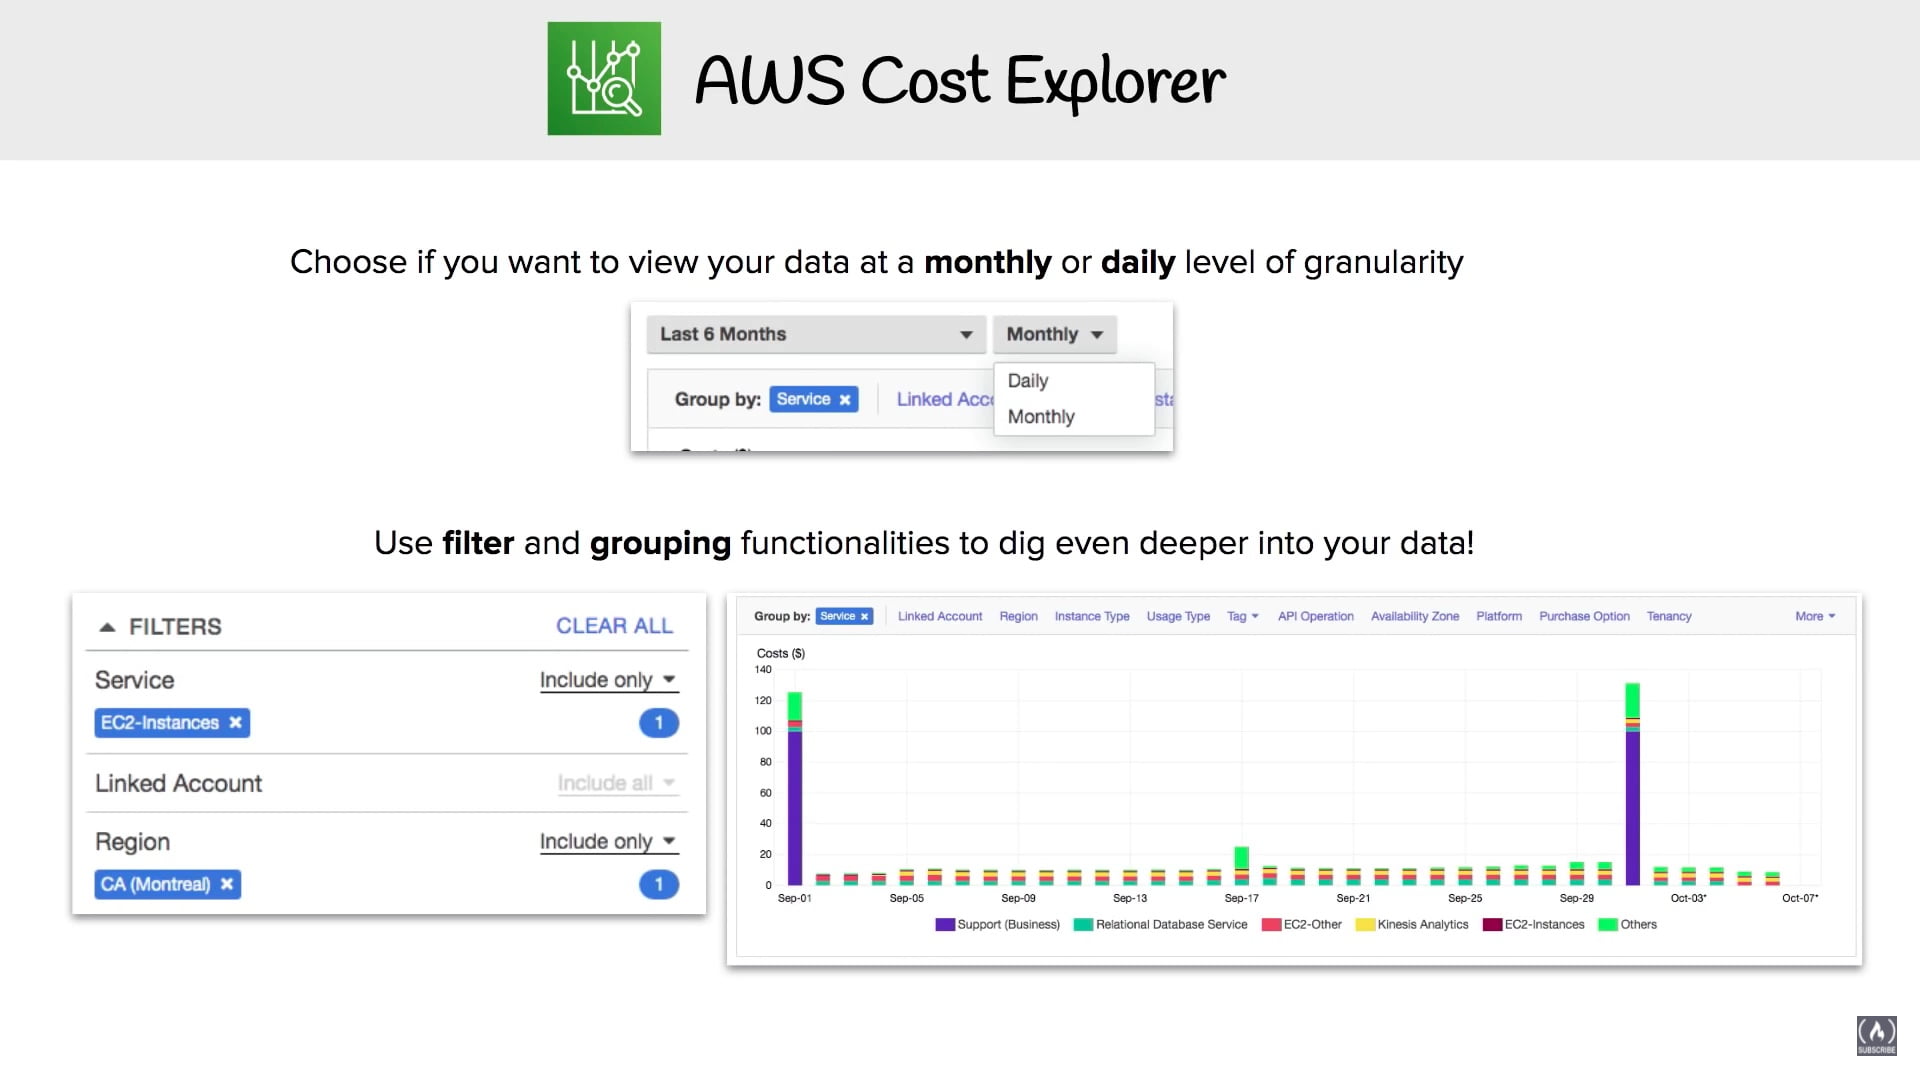 AWS Cost Explorer
Choose if you want to view your data at a monthly or daily level of granularity
Last 6 Months Monthly
Daily
Group by: Service × Linked Acc
Monthly
Use filter and grouping functionalities to dig even deeper into your data!
FILTERS CLEAR ALL
Service Include only
EC2-Instances × 1
Linked Account Include all
Region Include only
CA (Montreal) × 1
Group by: Service × Linked Account Region Instance Type Usage Type Tag API Operation Availability Zone Platform Purchase Option Tenancy More
Costs ($)
140
120
100
80
60
40
20
0
Sep-01 Sep-05 Sep-09 Sep-13 Sep-17 Sep-21 Sep-25 Sep-29 Oct-03* Oct-07*
Support (Business) Relational Database Service EC2-Other Kinesis Analytics EC2-Instances Others
SUBSCRIBE